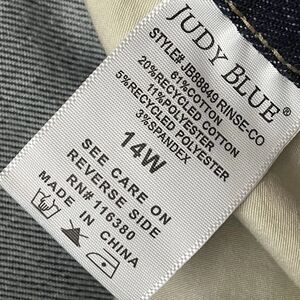 JUDY BLUE®
STYLE# JB88849 RINSE-CO
61%COTTON
20%RECYCLED COTTON
11%POLYESTER
5%RECYCLED POLYESTER
3%SPANDEX
14W
SEE CARE ON
REVERSE SIDE
RN# 116380
MADE IN CHINA